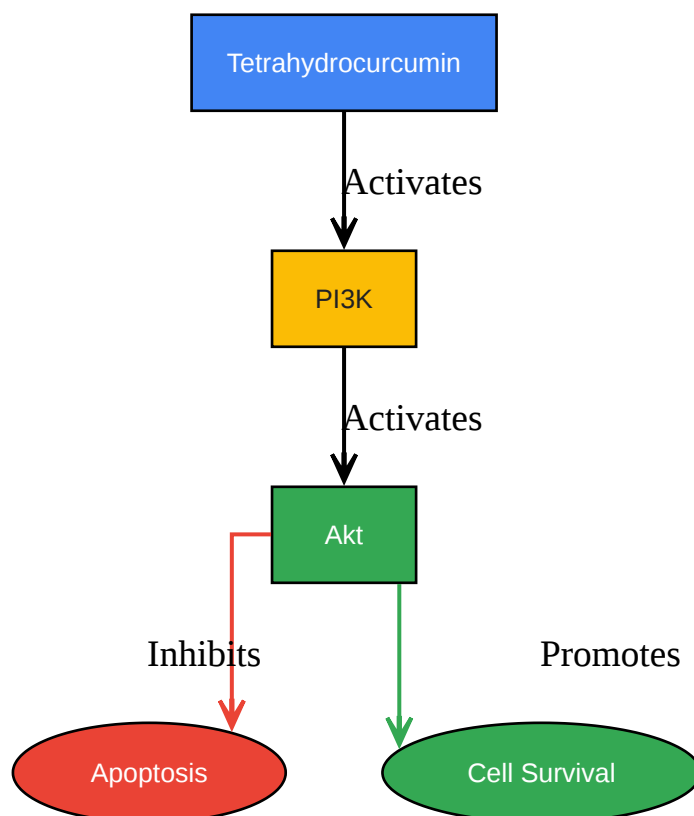 Tetrahydrocurcumin
Activates
PI3K
Activates
Akt
Inhibits
Promotes
Apoptosis
Cell Survival